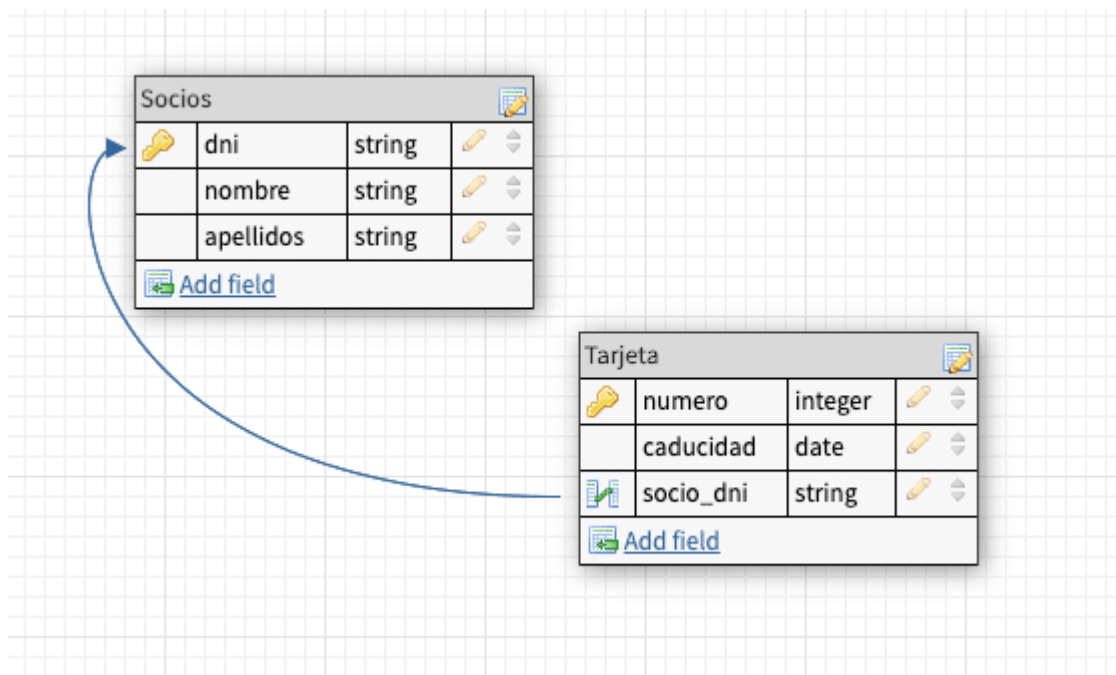 Socios
dni string
nombre string
apellidos string
Add field
Tarjeta
numero integer
caducidad date
socio_dni string
Add field